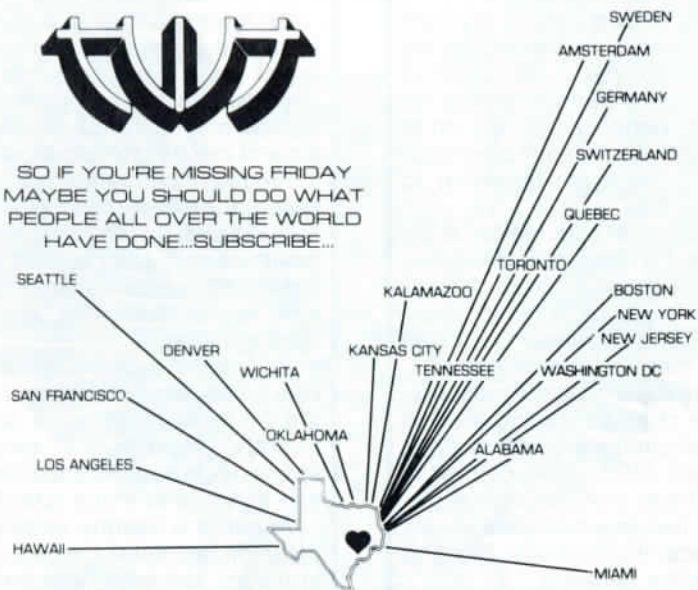 SO IF YOU'RE MISSING FRIDAY
MAYBE YOU SHOULD DO WHAT
PEOPLE ALL OVER THE WORLD
HAVE DONE...SUBSCRIBE...
SWEDEN
AMSTERDAM
GERMANY
SWITZERLAND
QUEBEC
TORONTO
SEATTLE
KALAMAZOO
BOSTON
NEW YORK
DENVER
KANSAS CITY
NEW JERSEY
WICHITA
TENNESSEE
WASHINGTON DC
SAN FRANCISCO
OKLAHOMA
ALABAMA
LOS ANGELES
HAWAII
MIAMI